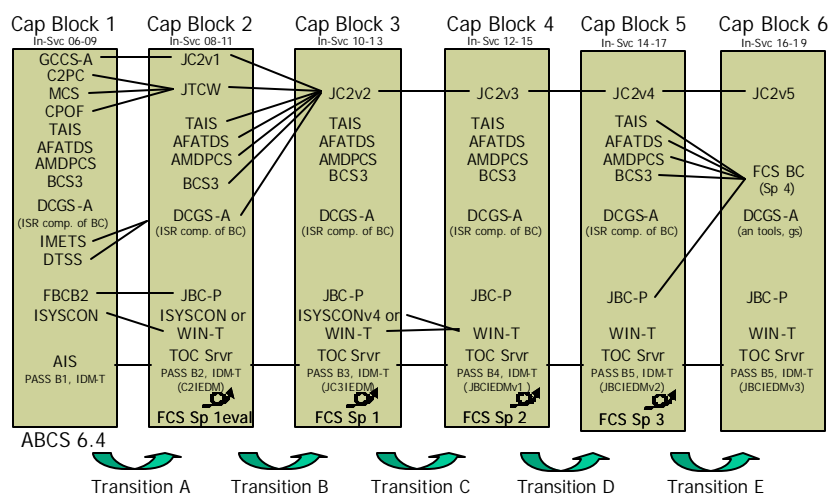 Cap Block 1
In-Svc 06-09
GCCS-A
C2PC
MCS
CPOF
TAIS
AFATDS
AMDPCS
BCS3
DCGS-A
(ISR comp. of BC)
IMETS
DTSS
FBCB2
ISYSCON
AIS
PASS B1, IDM-T
ABCS 6.4
Cap Block 2
In-Svc 08-11
JC2v1
JTCW
TAIS
AFATDS
AMDPCS
BCS3
DCGS-A
(ISR comp. of BC)
JBC-P
ISYSCON or
WIN-T
TOC Srvr
PASS B2, IDM-T
(C2IEDM)
FCS Sp 1eval
Cap Block 3
In-Svc 10-13
JC2v2
TAIS
AFATDS
AMDPCS
BCS3
DCGS-A
(ISR comp. of BC)
JBC-P
ISYSCONv4 or
WIN-T
TOC Srvr
PASS B3, IDM-T
(JC3IEDM)
FCS Sp 1
Cap Block 4
In-Svc 12-15
JC2v3
TAIS
AFATDS
AMDPCS
BCS3
DCGS-A
(ISR comp. of BC)
JBC-P
WIN-T
TOC Srvr
PASS B4, IDM-T
(JBCIEDMv1)
FCS Sp 2
Cap Block 5
In-Svc 14-17
JC2v4
TAIS
AFATDS
AMDPCS
BCS3
DCGS-A
(ISR comp. of BC)
JBC-P
WIN-T
TOC Srvr
PASS B5, IDM-T
(JBCIEDMv2)
FCS Sp 3
Cap Block 6
In-Svc 16-19
JC2v5
FCS BC
(Sp 4)
DCGS-A
(an tools, gs)
JBC-P
WIN-T
TOC Srvr
PASS B5, IDM-T
(JBCIEDMv3)
Transition A
Transition B
Transition C
Transition D
Transition E